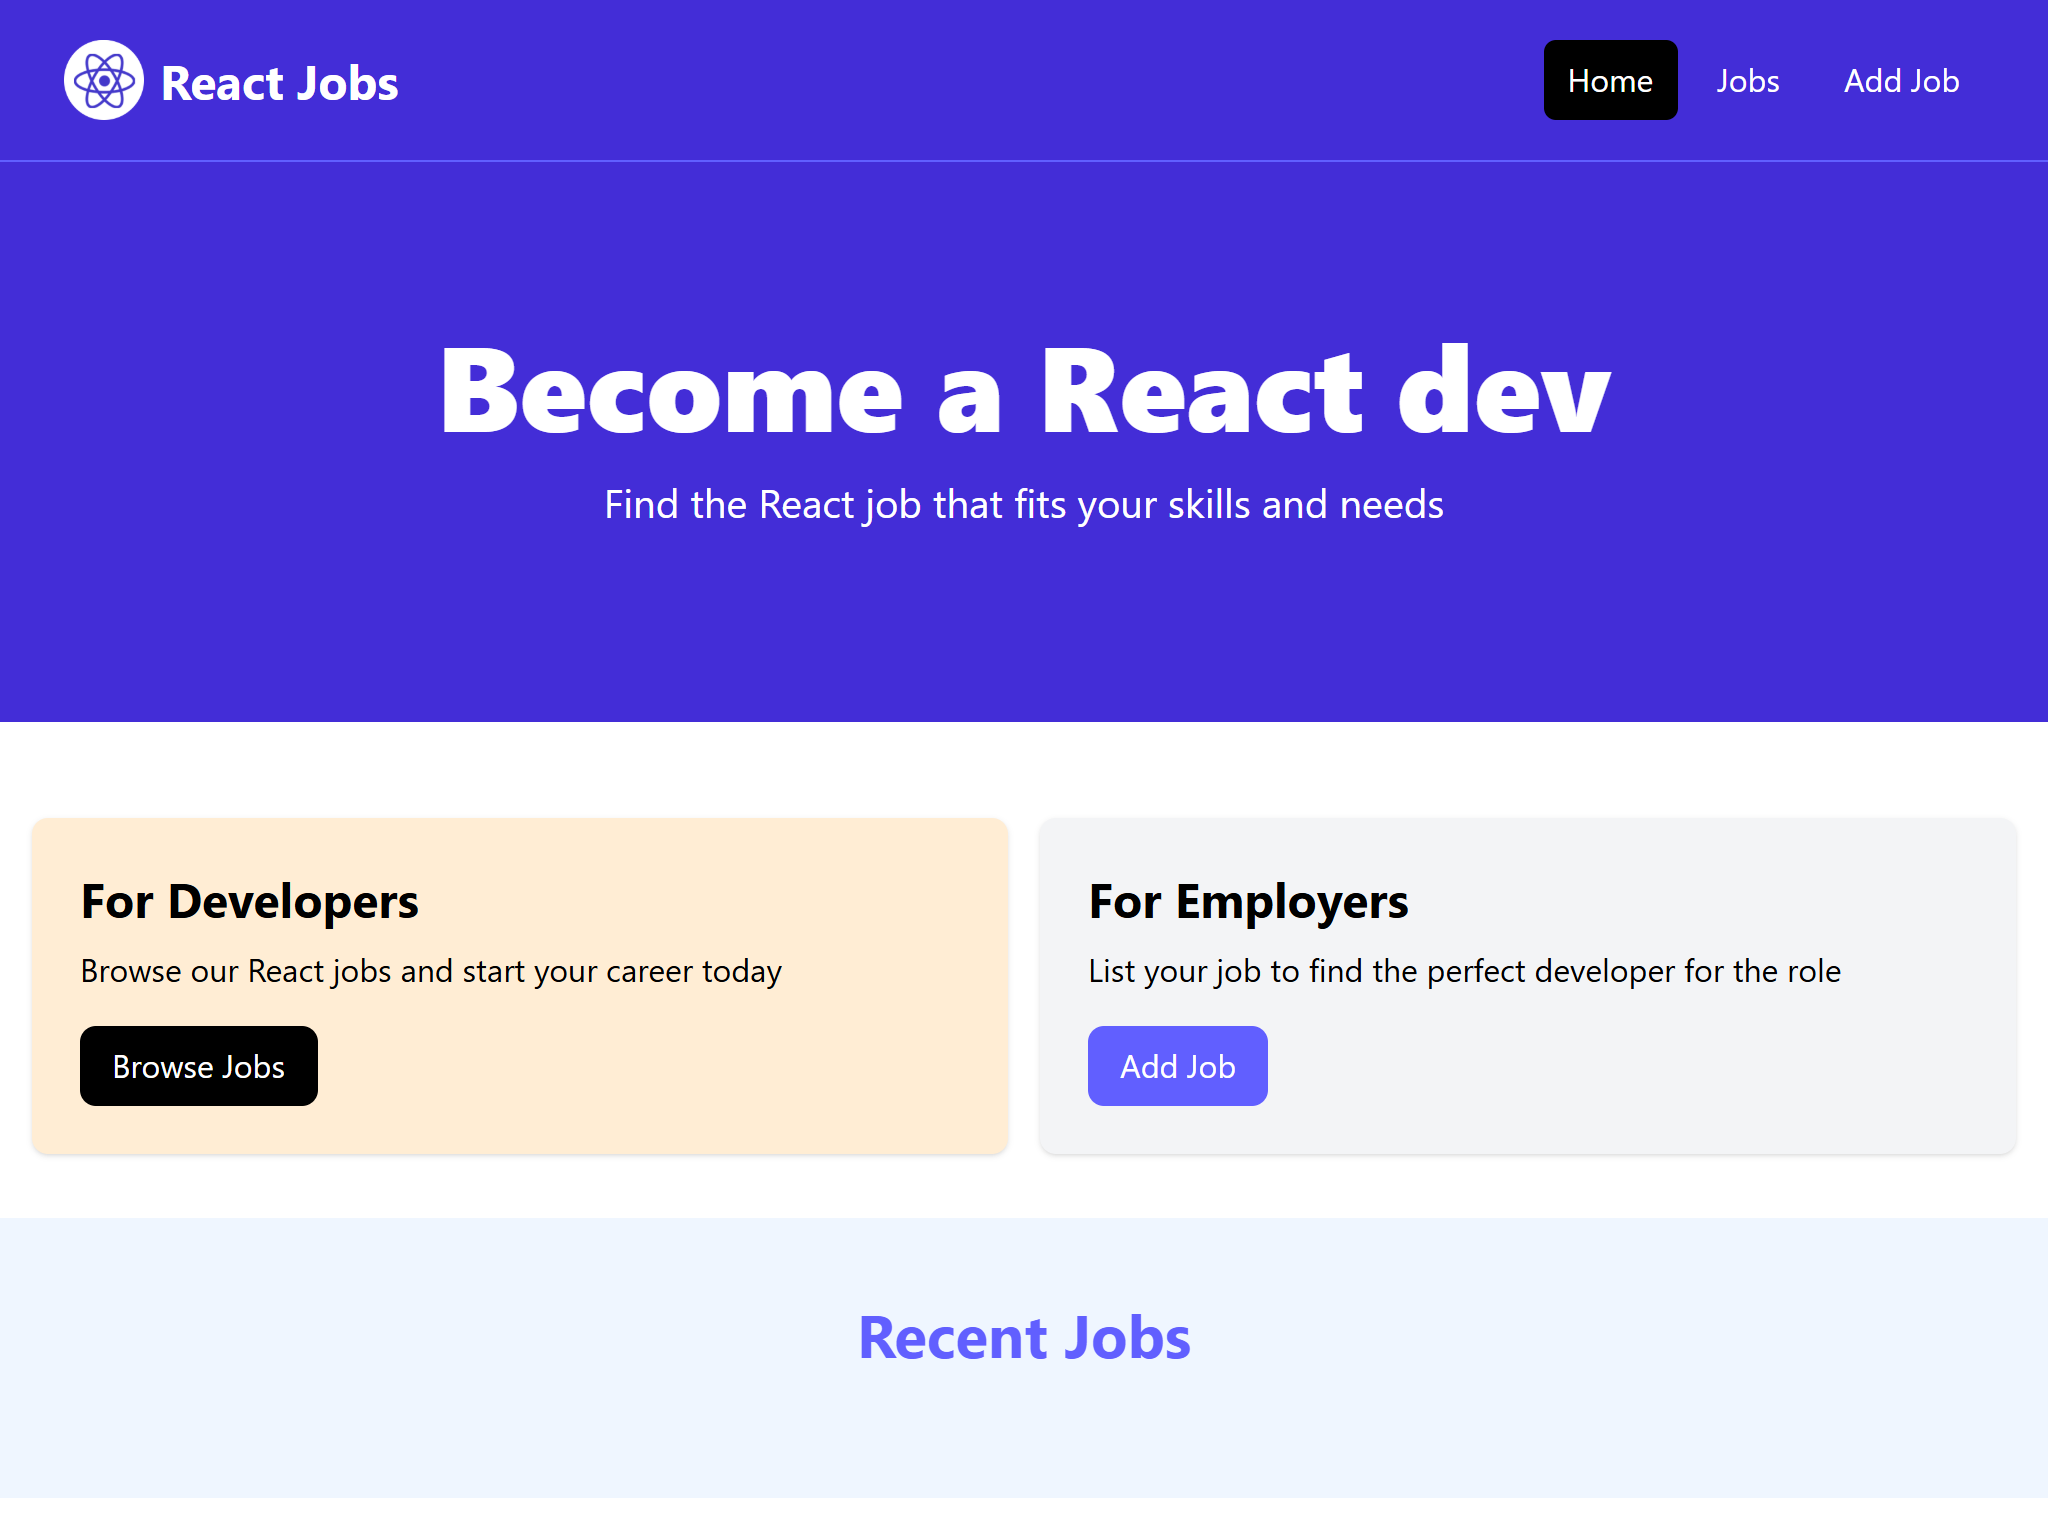 React Jobs
Home
Jobs
Add Job
Become a React dev
Find the React job that fits your skills and needs
For Developers
Browse our React jobs and start your career today
Browse Jobs
For Employers
List your job to find the perfect developer for the role
Add Job
Recent Jobs